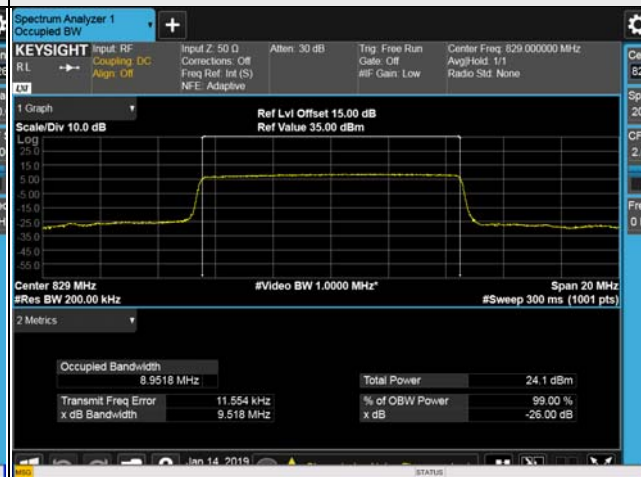 Spectrum Analyzer 1
Occupied BW
+
KEYSIGHT
RL
Input: RF
Coupling: DC
Align: Off
Input Z: 50 Ω
Corrections: Off
Freq Ref: Int (S)
NFE: Adaptive
Atten: 30 dB
Trig: Free Run
Gate: Off
#IF Gain: Low
Center Freq: 829.000000 MHz
Avg|Hold: 1/1
Radio Std: None
LXI
1 Graph
Scale/Div 10.0 dB
Ref Lvl Offset 15.00 dB
Ref Value 35.00 dBm
Log
25.0
15.0
5.00
-5.00
-15.0
-25.0
-35.0
-45.0
-55.0
Center 829 MHz
#Res BW 200.00 kHz
#Video BW 1.0000 MHz*
Span 20 MHz
#Sweep 300 ms (1001 pts)
2 Metrics
Occupied Bandwidth
8.9518 MHz
Total Power 24.1 dBm
Transmit Freq Error 11.554 kHz
% of OBW Power 99.00 %
x dB Bandwidth 9.518 MHz
x dB -26.00 dB
Jan 14, 2019
MSG
STATUS